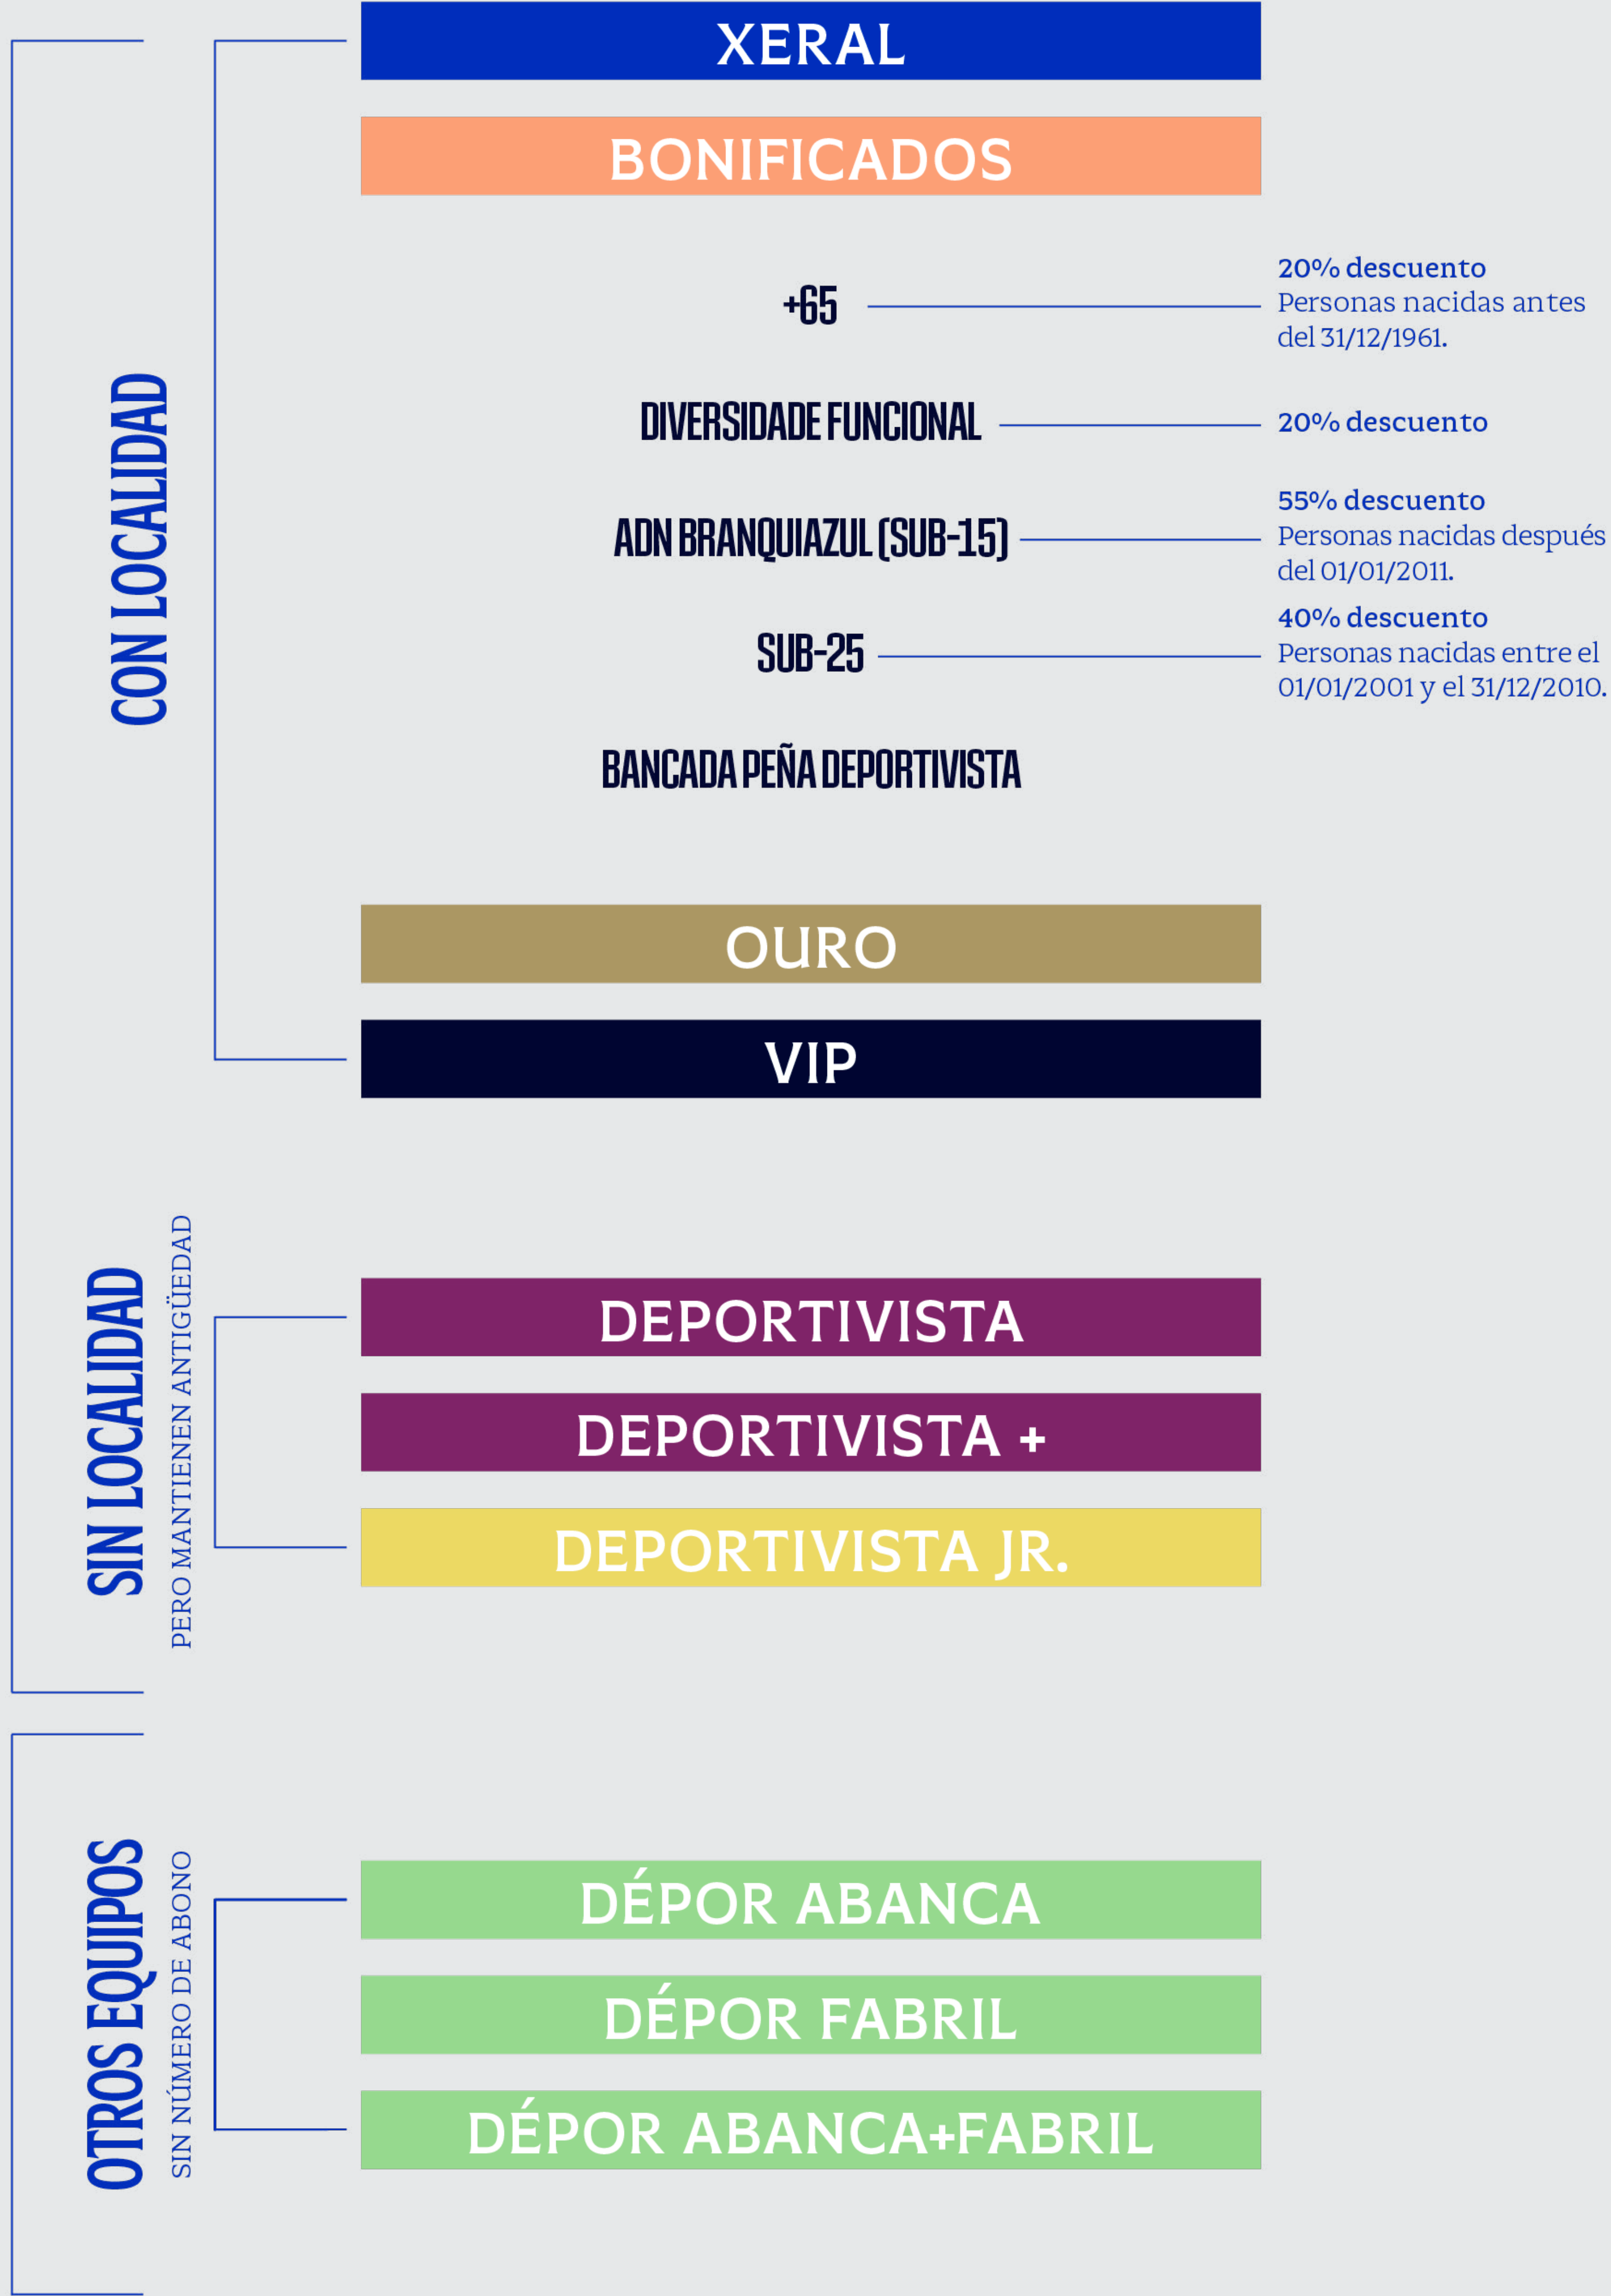 CON LOCALIDAD
XERAL
BONIFICADOS
+65
20% descuento
Personas nacidas antes
del 31/12/1961.
DIVERSIDADE FUNCIONAL
20% descuento
ADN BRANQUIAZUL (SUB-15)
55% descuento
Personas nacidas después
del 01/01/2011.
SUB-25
40% descuento
Personas nacidas entre el
01/01/2001 y el 31/12/2010.
BANCADA PEÑA DEPORTIVISTA
OURO
VIP
SIN LOCALIDAD
PERO MANTIENEN ANTIGÜEDAD
DEPORTIVISTA
DEPORTIVISTA +
DEPORTIVISTA JR.
OTROS EQUIPOS
SIN NÚMERO DE ABONO
DÉPOR ABANCA
DÉPOR FABRIL
DÉPOR ABANCA+FABRIL